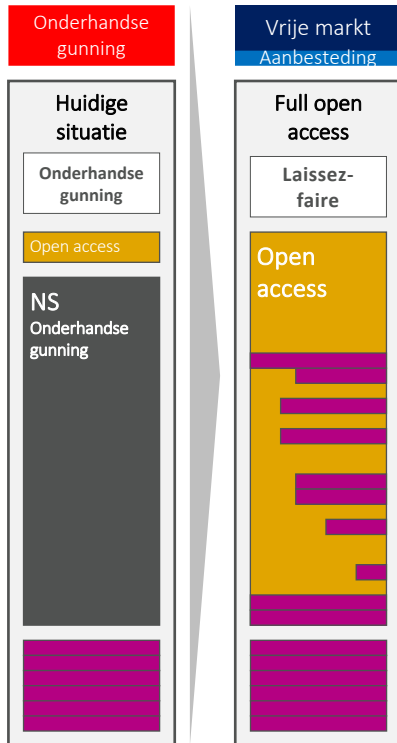 Onderhandse
gunning
Huidige
situatie
Onderhandse
gunning
Open access
NS
Onderhandse
gunning
Vrije markt
Aanbesteding
Full open
access
Laissez-
faire
Open
access